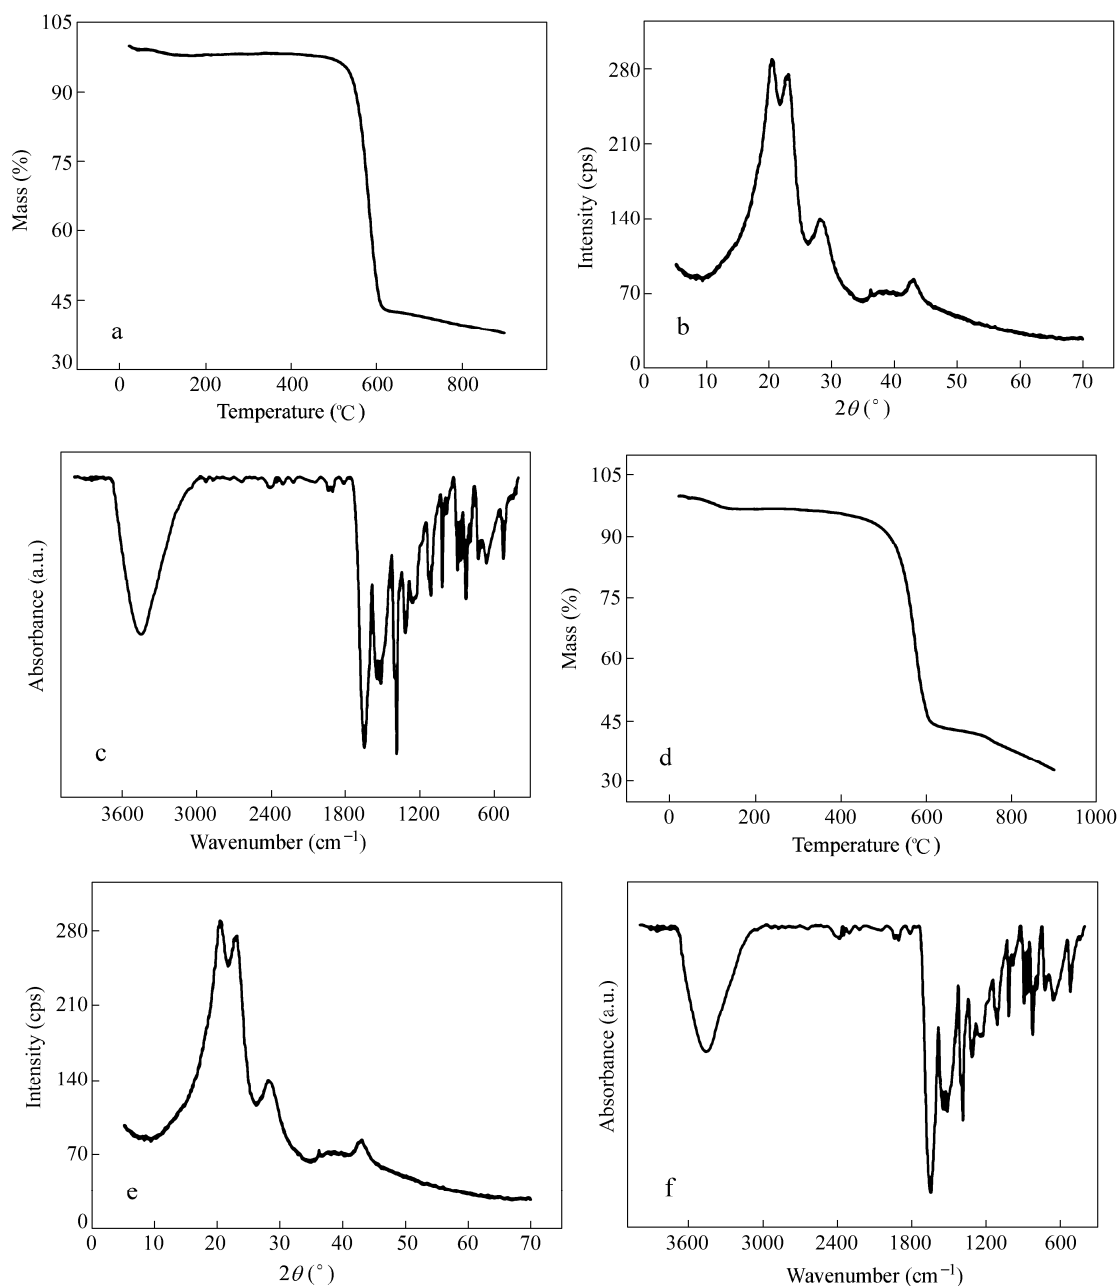 105
90
75
60
45
30
Mass (%)
a
0 200 400 600 800
Temperature (℃)
280
210
140
70
0
Intensity (cps)
b
0 10 20 30 40 50 60 70
2θ (°)
Absorbance (a.u.)
c
3600 3000 2400 1800 1200 600
Wavenumber (cm⁻¹)
105
90
75
60
45
30
Mass (%)
d
0 200 400 600 800 1000
Temperature (℃)
280
210
140
70
0
Intensity (cps)
e
0 10 20 30 40 50 60 70
2θ (°)
Absorbance (a.u.)
f
3600 3000 2400 1800 1200 600
Wavenumber (cm⁻¹)